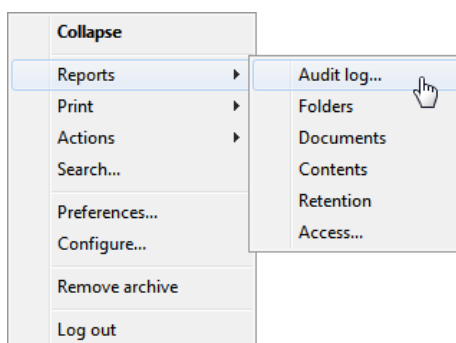 Collapse
Reports
Print
Actions
Search...
Preferences...
Configure...
Remove archive
Log out
Audit log...
Folders
Documents
Contents
Retention
Access...